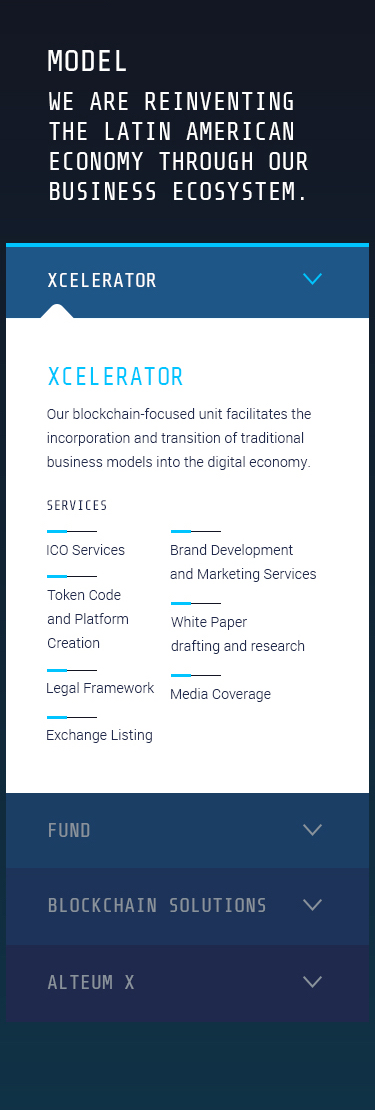 MODEL
WE ARE REINVENTING
THE LATIN AMERICAN
ECONOMY THROUGH OUR
BUSINESS ECOSYSTEM.
XCELERATOR
XCELERATOR
Our blockchain-focused unit facilitates the
incorporation and transition of traditional
business models into the digital economy.
SERVICES
ICO Services
Token Code
and Platform
Creation
Legal Framework
Exchange Listing
Brand Development
and Marketing Services
White Paper
drafting and research
Media Coverage
FUND
BLOCKCHAIN SOLUTIONS
ALTEUM X